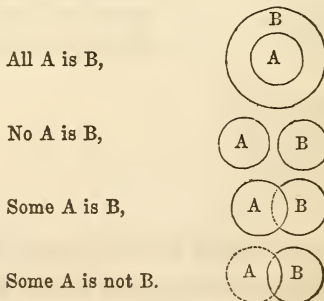 B
All A is B, A
No A is B, A B
Some A is B, A B
Some A is not B. A B